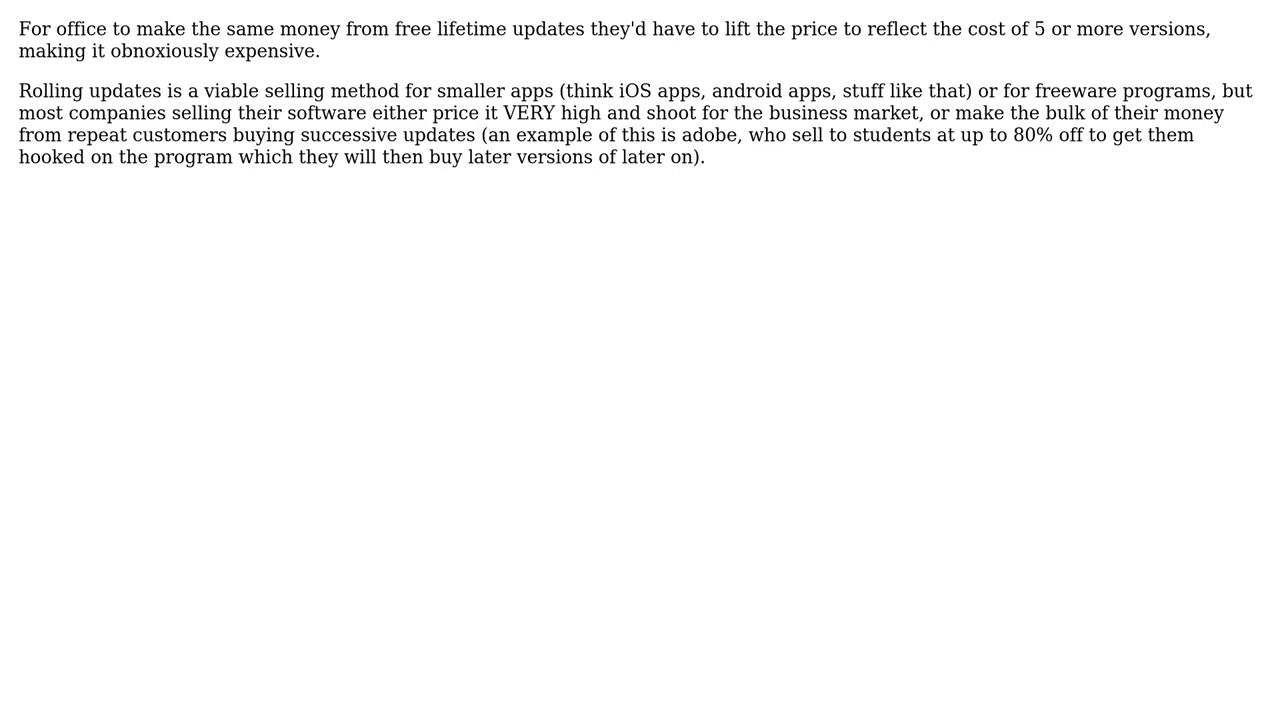 For office to make the same money from free lifetime updates they'd have to lift the price to reflect the cost of 5 or more versions,
making it obnoxiously expensive.
Rolling updates is a viable selling method for smaller apps (think iOS apps, android apps, stuff like that) or for freeware programs, but
most companies selling their software either price it VERY high and shoot for the business market, or make the bulk of their money
from repeat customers buying successive updates (an example of this is adobe, who sell to students at up to 80% off to get them
hooked on the program which they will then buy later versions of later on).